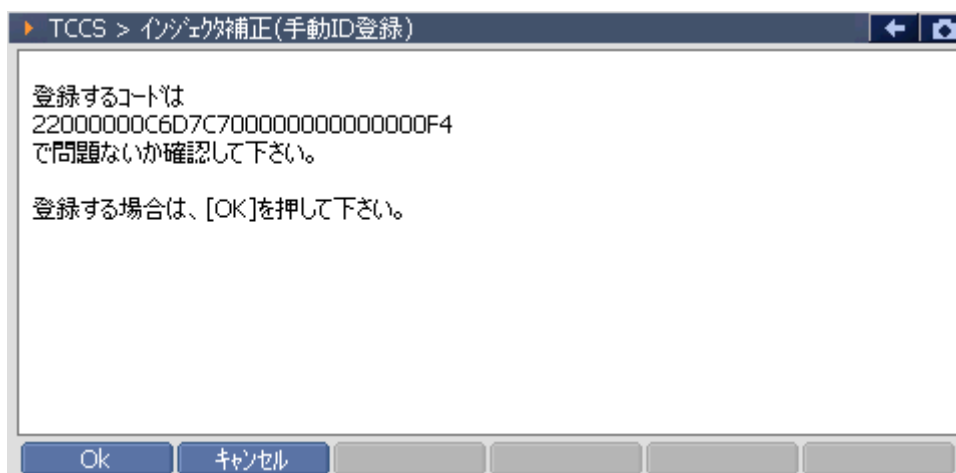 TCCS > インジェクタ補正(手動ID登録)
登録するコードは
22000000C6D7C7000000000000000F4
で問題ないか確認して下さい。
登録する場合は、[OK]を押して下さい。
Ok キャンセル